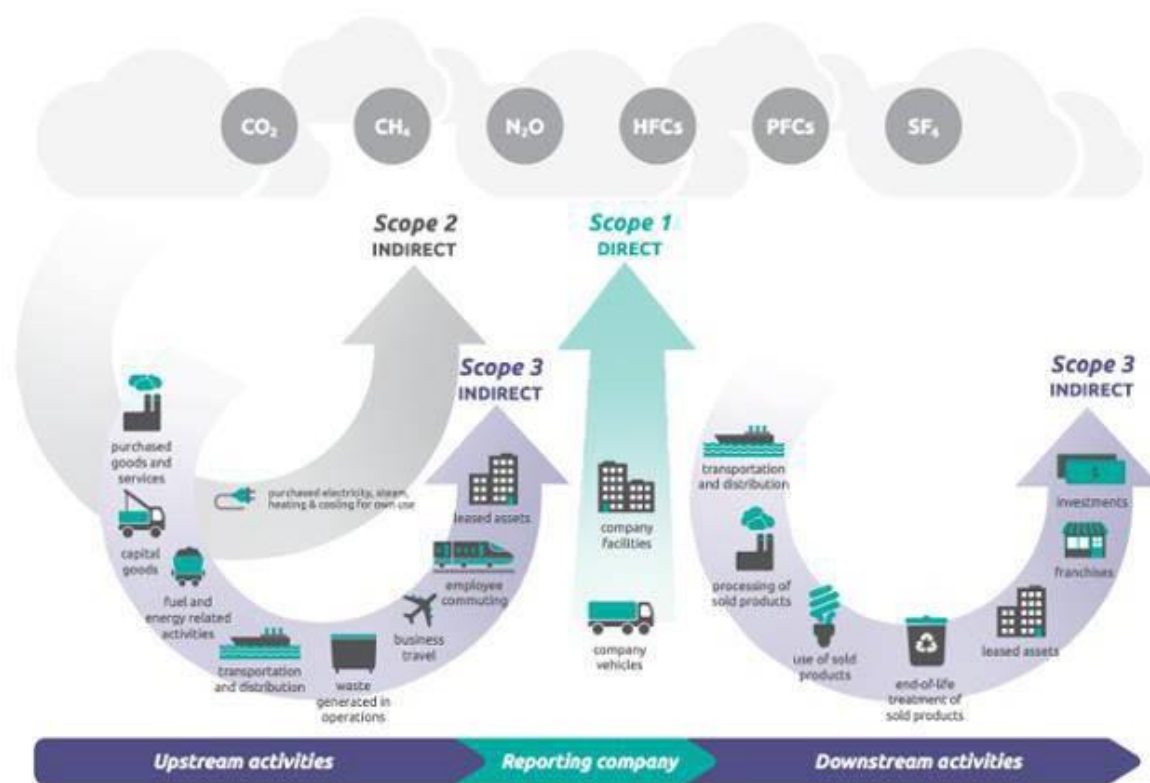 CO₂
CH₄
N₂O
HFCs
PFCs
SF₆
Scope 2
INDIRECT
Scope 1
DIRECT
Scope 3
INDIRECT
Scope 3
INDIRECT
purchased
goods and
services
capital
goods
fuel and
energy related
activities
transportation
and distribution
waste
generated in
operations
business
travel
employee
commuting
leased assets
purchased electricity, steam,
heating & cooling for own use
company
facilities
company
vehicles
transportation
and distribution
processing of
sold products
use of sold
products
end-of-life
treatment of
sold products
leased assets
franchises
investments
$
Upstream activities
Reporting company
Downstream activities